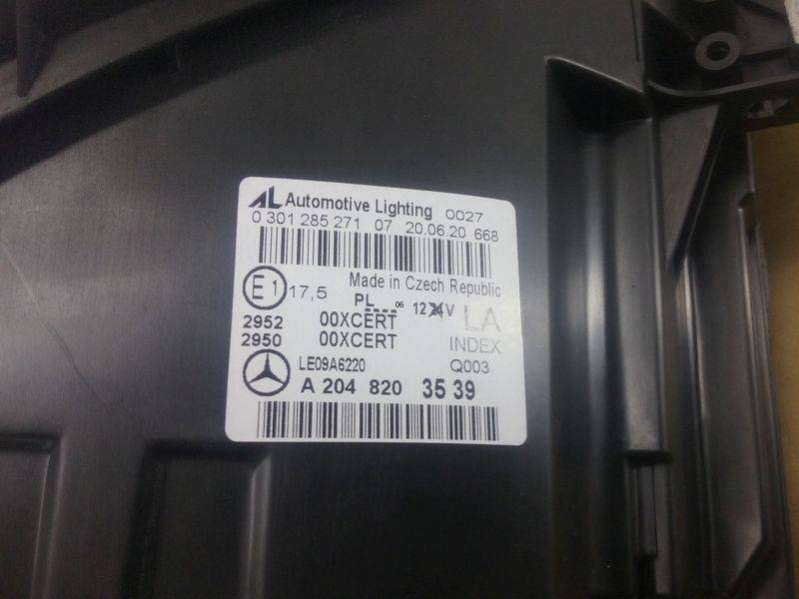 AL Automotive Lighting 0027
0 301 285 271 07 20.06.20 668
Made in Czech Republic
E1 17,5 PL 06 12 V
2952 00XCERT LA
2950 00XCERT INDEX
LE09A6220 Q003
A 204 820 35 39